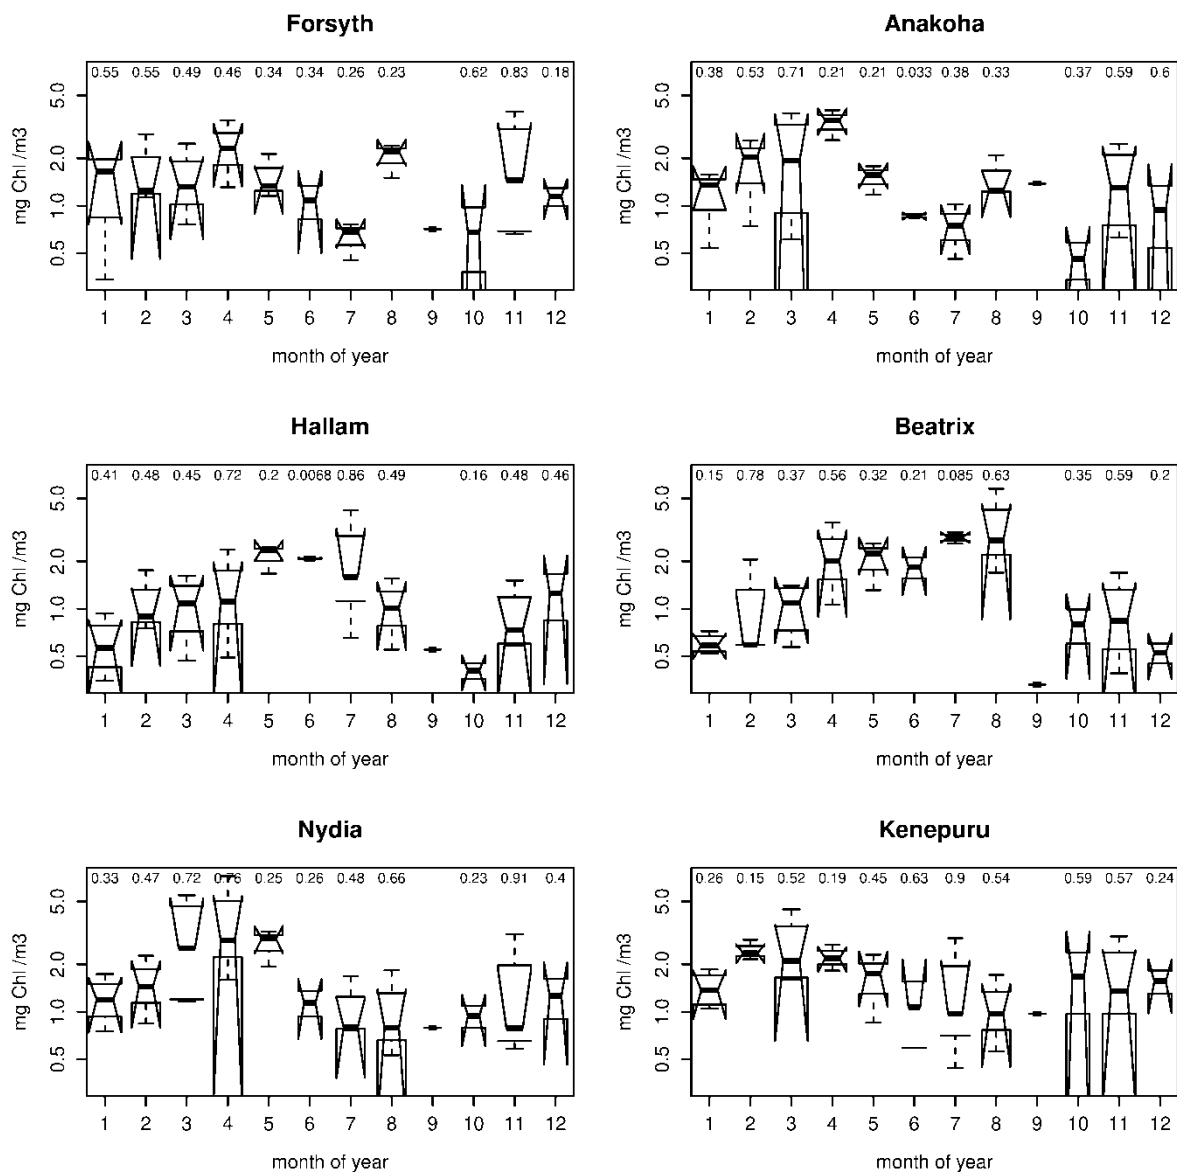 Forsyth
0.55 0.55 0.49 0.46 0.34 0.34 0.26 0.23 0.62 0.83 0.18
mg Chl /m3
5.0
2.0
1.0
0.5
1 2 3 4 5 6 7 8 9 10 11 12
month of year
Anakoha
0.38 0.53 0.71 0.21 0.21 0.033 0.38 0.33 0.37 0.59 0.6
mg Chl /m3
5.0
2.0
1.0
0.5
1 2 3 4 5 6 7 8 9 10 11 12
month of year
Hallam
0.41 0.48 0.45 0.72 0.2 0.0068 0.86 0.49 0.16 0.48 0.46
mg Chl /m3
5.0
2.0
1.0
0.5
1 2 3 4 5 6 7 8 9 10 11 12
month of year
Beatrix
0.15 0.78 0.37 0.56 0.32 0.21 0.085 0.63 0.35 0.59 0.2
mg Chl /m3
5.0
2.0
1.0
0.5
1 2 3 4 5 6 7 8 9 10 11 12
month of year
Nydia
0.33 0.47 0.72 0.25 0.26 0.48 0.66 0.23 0.91 0.4
mg Chl /m3
5.0
2.0
1.0
0.5
1 2 3 4 5 6 7 8 9 10 11 12
month of year
Kenepuru
0.26 0.15 0.52 0.19 0.45 0.63 0.9 0.54 0.59 0.57 0.24
mg Chl /m3
5.0
2.0
1.0
0.5
1 2 3 4 5 6 7 8 9 10 11 12
month of year